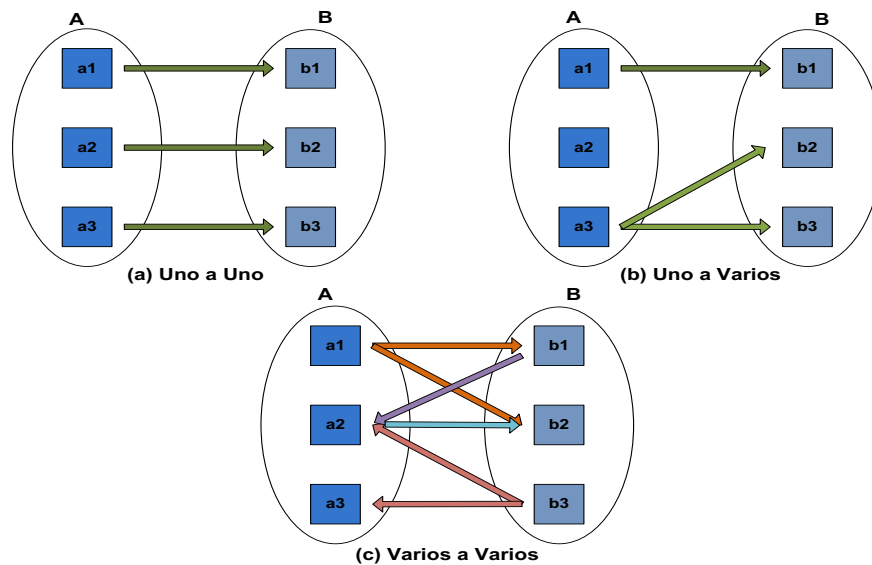 A B
a1 b1
a2 b2
a3 b3
(a) Uno a Uno
A B
a1 b1
a2 b2
a3 b3
(b) Uno a Varios
A B
a1 b1
a2 b2
a3 b3
(c) Varios a Varios